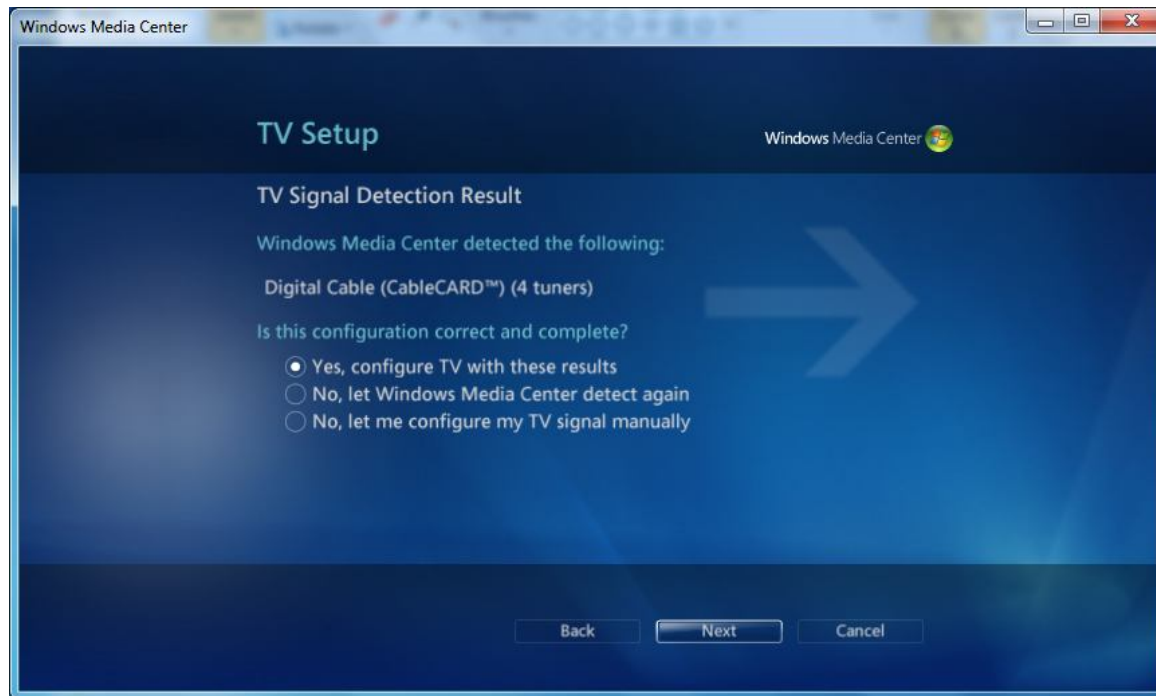 Windows Media Center
TV Setup
Windows Media Center
TV Signal Detection Result
Windows Media Center detected the following:
Digital Cable (CableCARD™) (4 tuners)
Is this configuration correct and complete?
Yes, configure TV with these results
No, let Windows Media Center detect again
No, let me configure my TV signal manually
Back Next Cancel